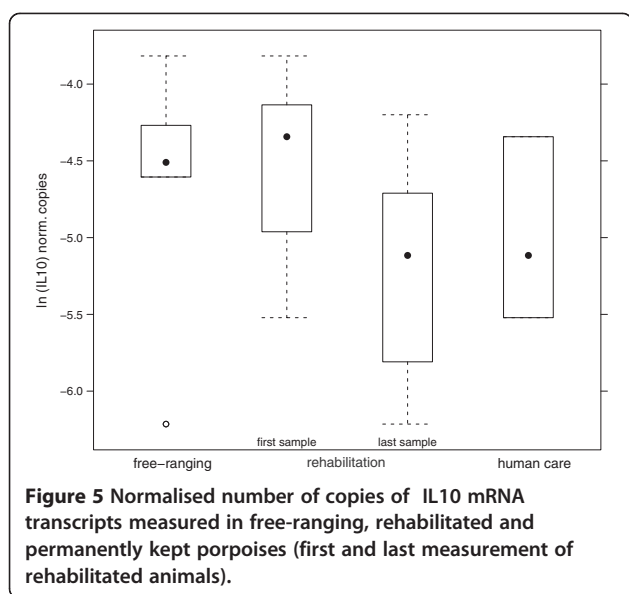 ln (IL10) norm. copies
−4.0
−4.5
−5.0
−5.5
−6.0
first sample
last sample
free−ranging
rehabilitation
human care
Figure 5 Normalised number of copies of IL10 mRNA
transcripts measured in free-ranging, rehabilitated and
permanently kept porpoises (first and last measurement of
rehabilitated animals).